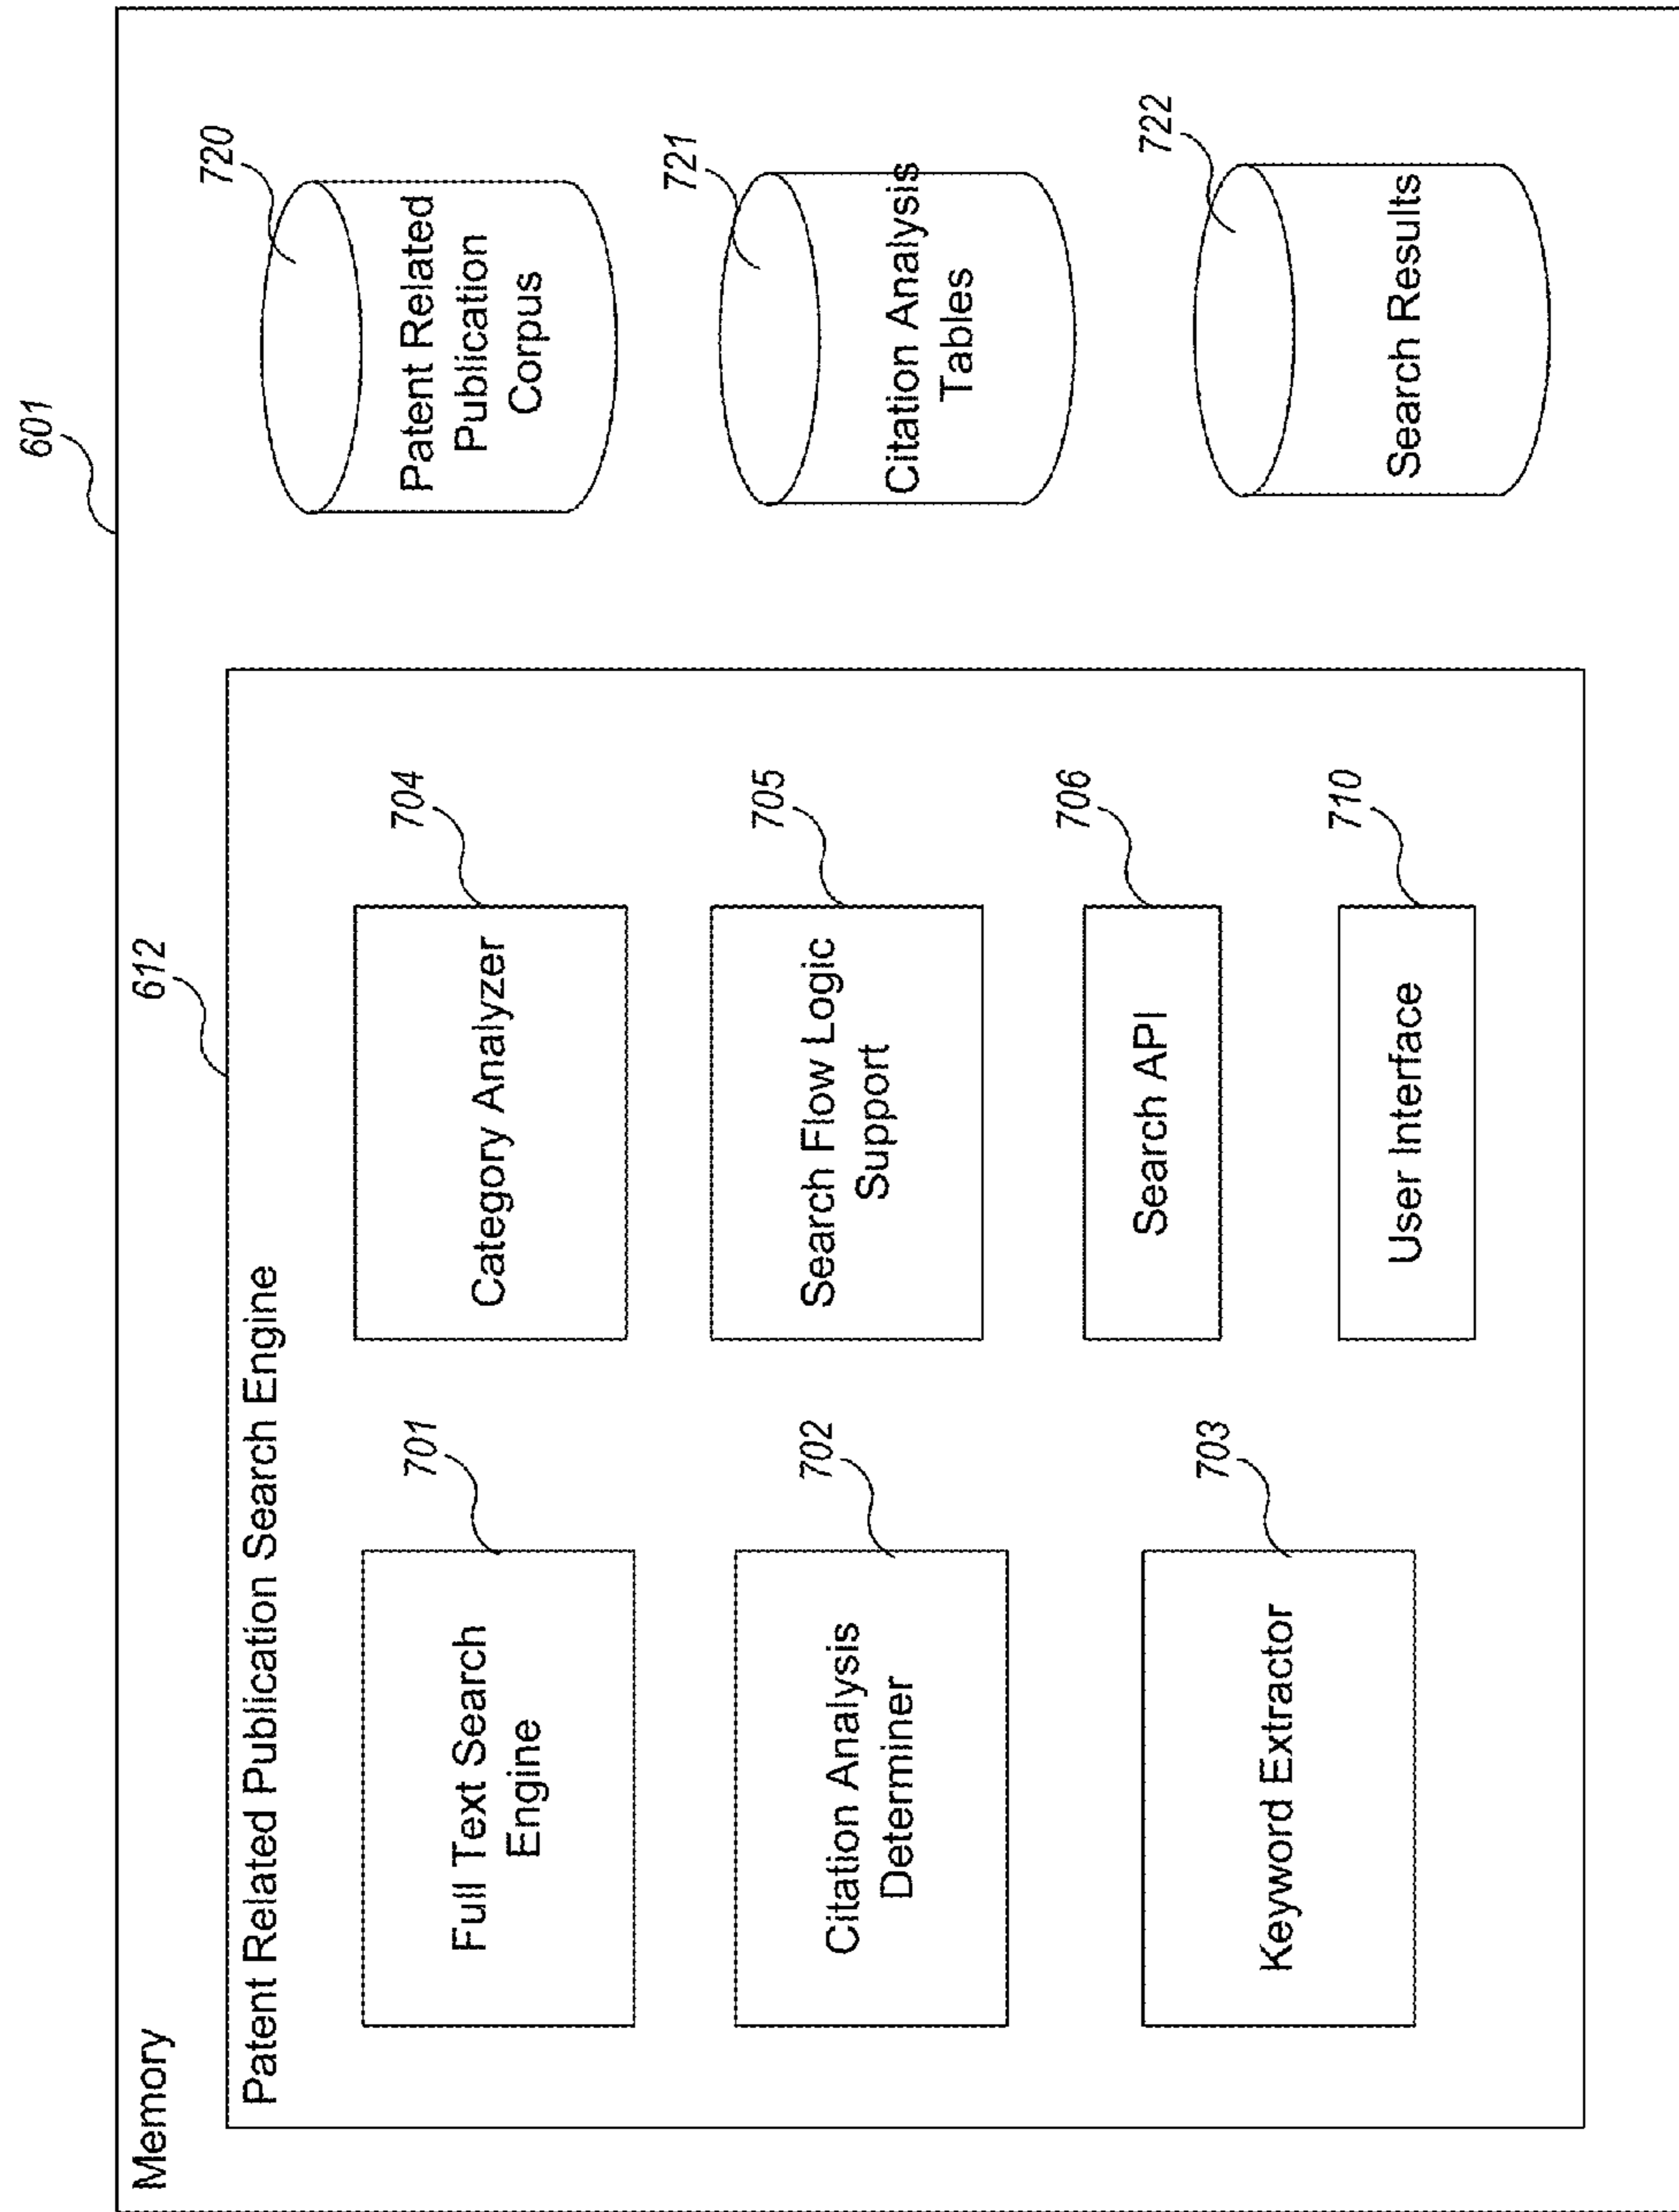 601
Memory
612
Patent Related Publication Search Engine
720
701
704
Full Text Search
Engine
Category Analyzer
Patent Related
Publication
Corpus
702
705
721
Citation Analysis
Determiner
Search Flow Logic
Support
Citation Analysis
Tables
703
706
722
Keyword Extractor
Search API
Search Results
710
User Interface